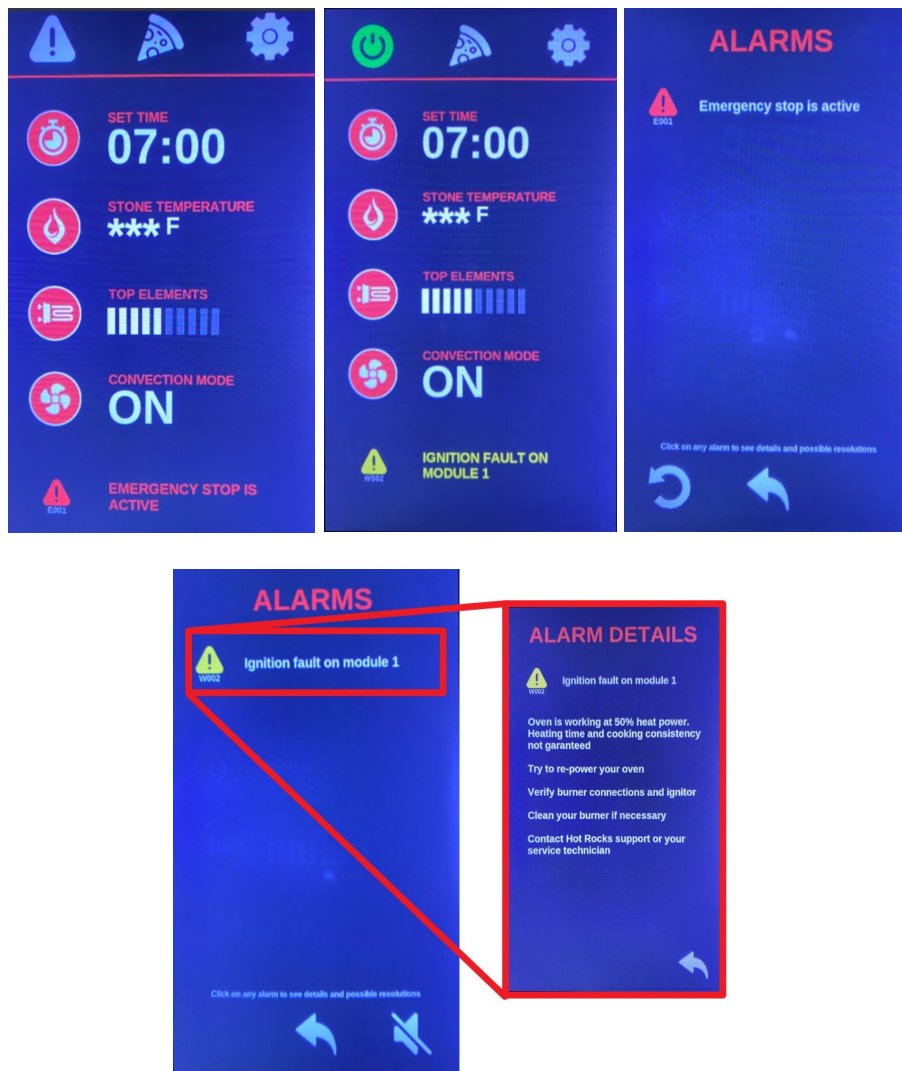 SET TIME
07:00
STONE TEMPERATURE
*** F
TOP ELEMENTS
CONVECTION MODE
ON
E001
EMERGENCY STOP IS
ACTIVE
SET TIME
07:00
STONE TEMPERATURE
*** F
TOP ELEMENTS
CONVECTION MODE
ON
W002
IGNITION FAULT ON
MODULE 1
ALARMS
Emergency stop is active
E001
Click on any alarm to see details and possible resolutions
ALARMS
Ignition fault on module 1
W002
Click on any alarm to see details and possible resolutions
ALARM DETAILS
Ignition fault on module 1
W002
Oven is working at 50% heat power.
Heating time and cooking consistency
not garanteed
Try to re-power your oven
Verify burner connections and ignitor
Clean your burner if necessary
Contact Hot Rocks support or your
service technician